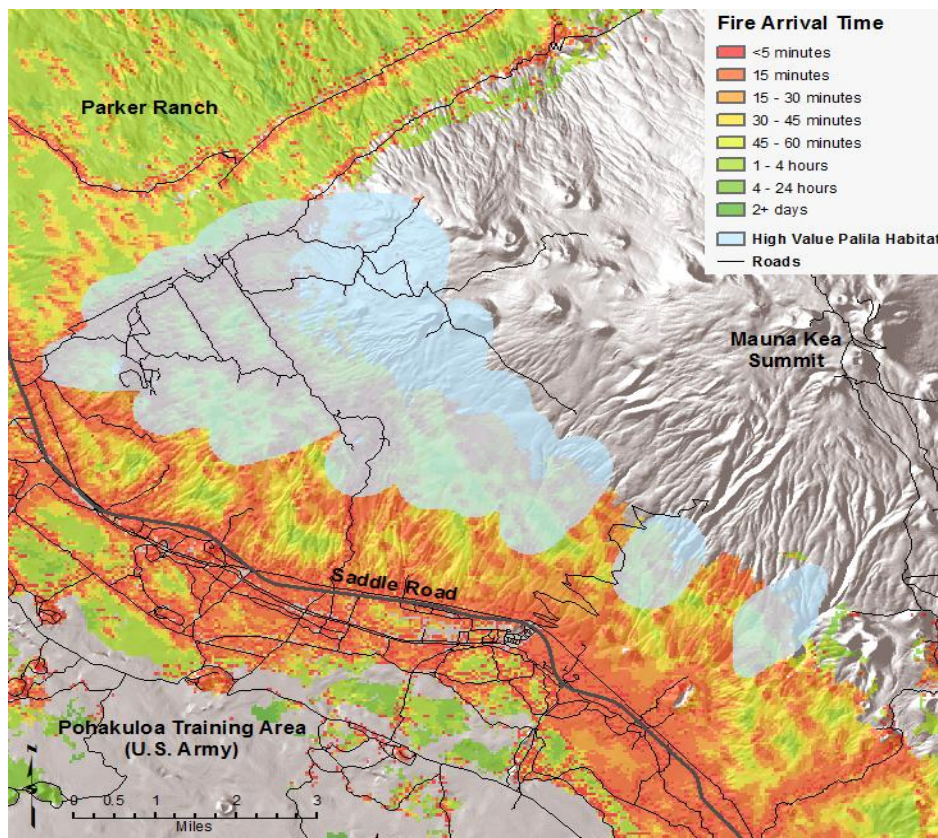 Fire Arrival Time
<5 minutes
15 minutes
15 - 30 minutes
30 - 45 minutes
45 - 60 minutes
1 - 4 hours
4 - 24 hours
2+ days
High Value Palila Habitat
Roads
Parker Ranch
Mauna Kea
Summit
Saddle Road
Pohakuloa Training Area
(U.S. Army)
N
0 0.5 1 2 3
Miles